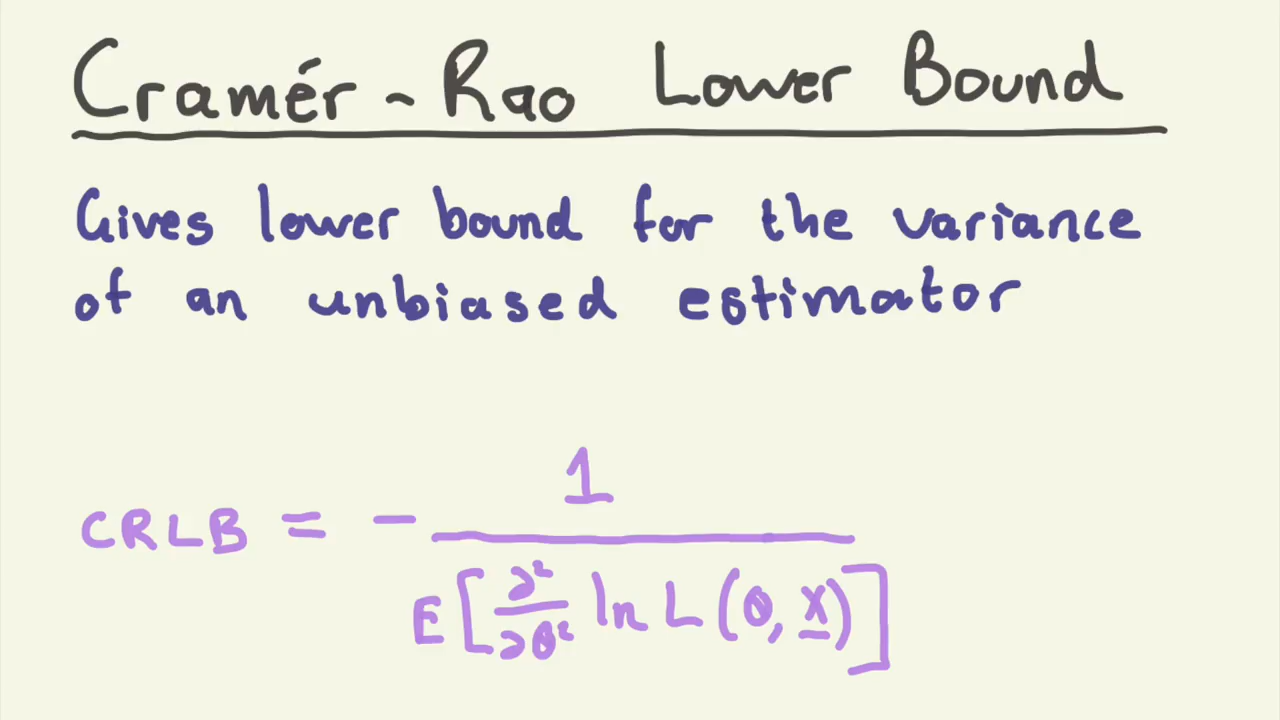 Cramér - Rao Lower Bound
Gives lower bound for the variance
of an unbiased estimator
1
CRLB = -
E[∂²/∂θ² ln L(θ, X)]